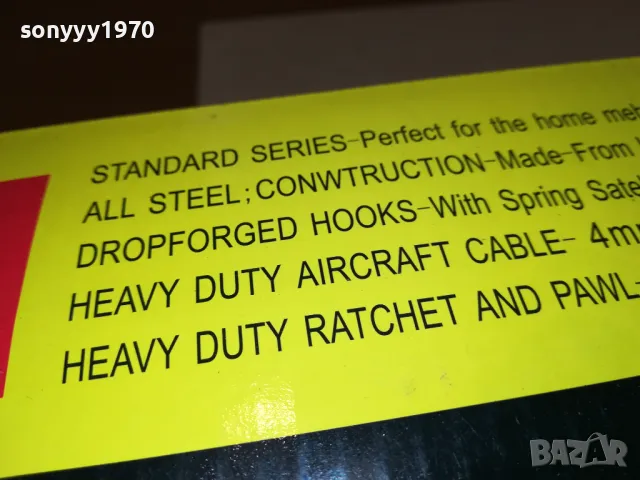 sonyyy1970
STANDARD SERIES-Perfect for the home
ALL STEEL;CONWTRUCTION-Made-From
DROPFORGED HOOKS-With Spring
HEAVY DUTY AIRCRAFT CABLE-
HEAVY DUTY RATCHET AND PAWL-
BAZAR